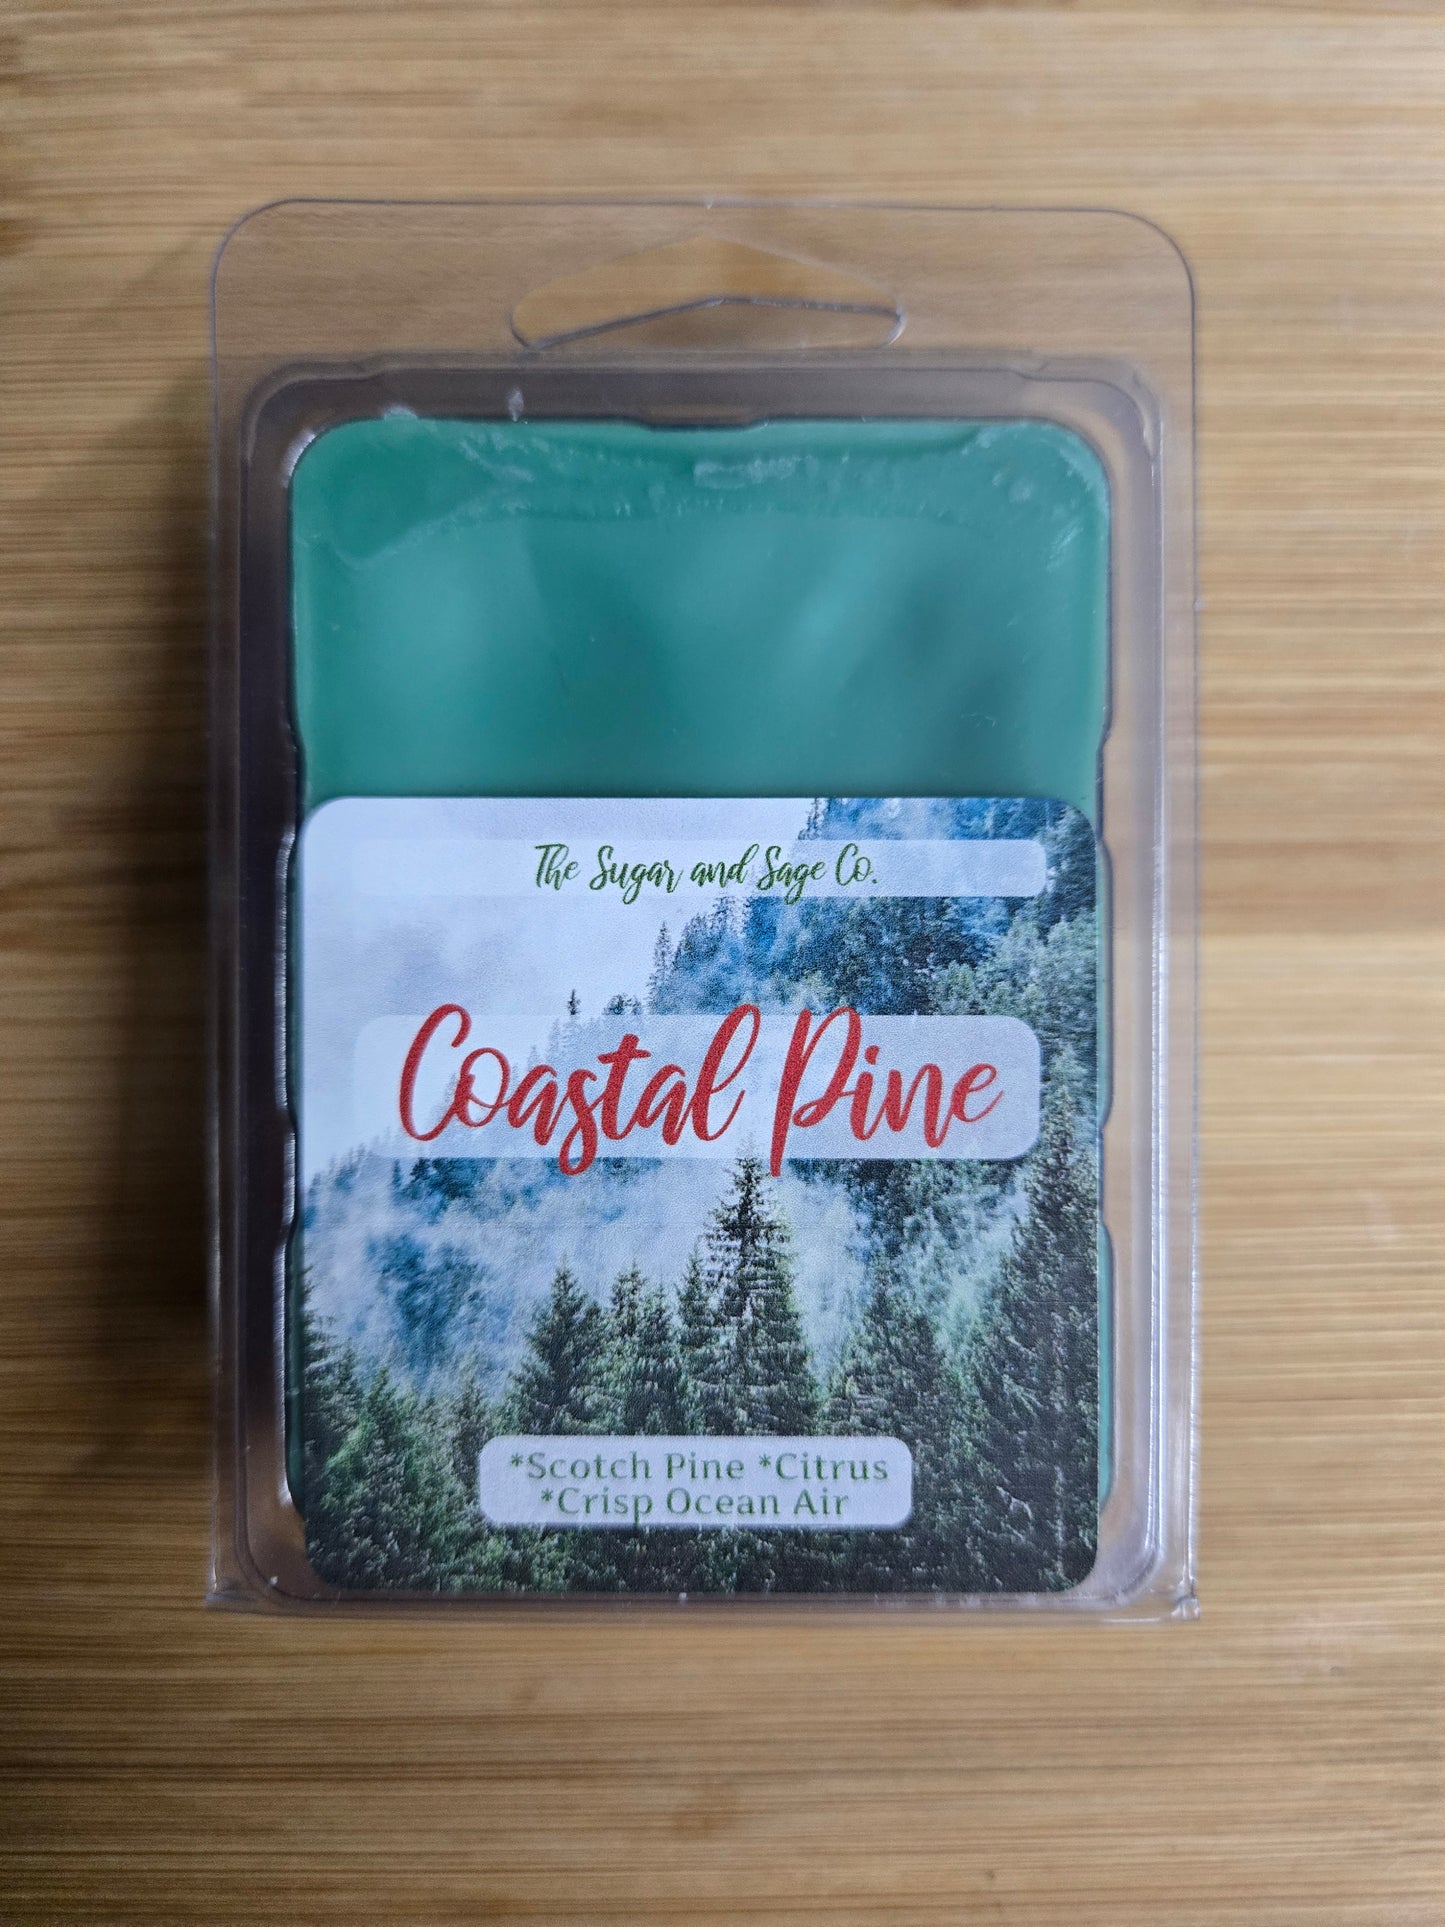 The Sugar and Sage Co.
Coastal Pine
*Scotch Pine *Citrus
*Crisp Ocean Air